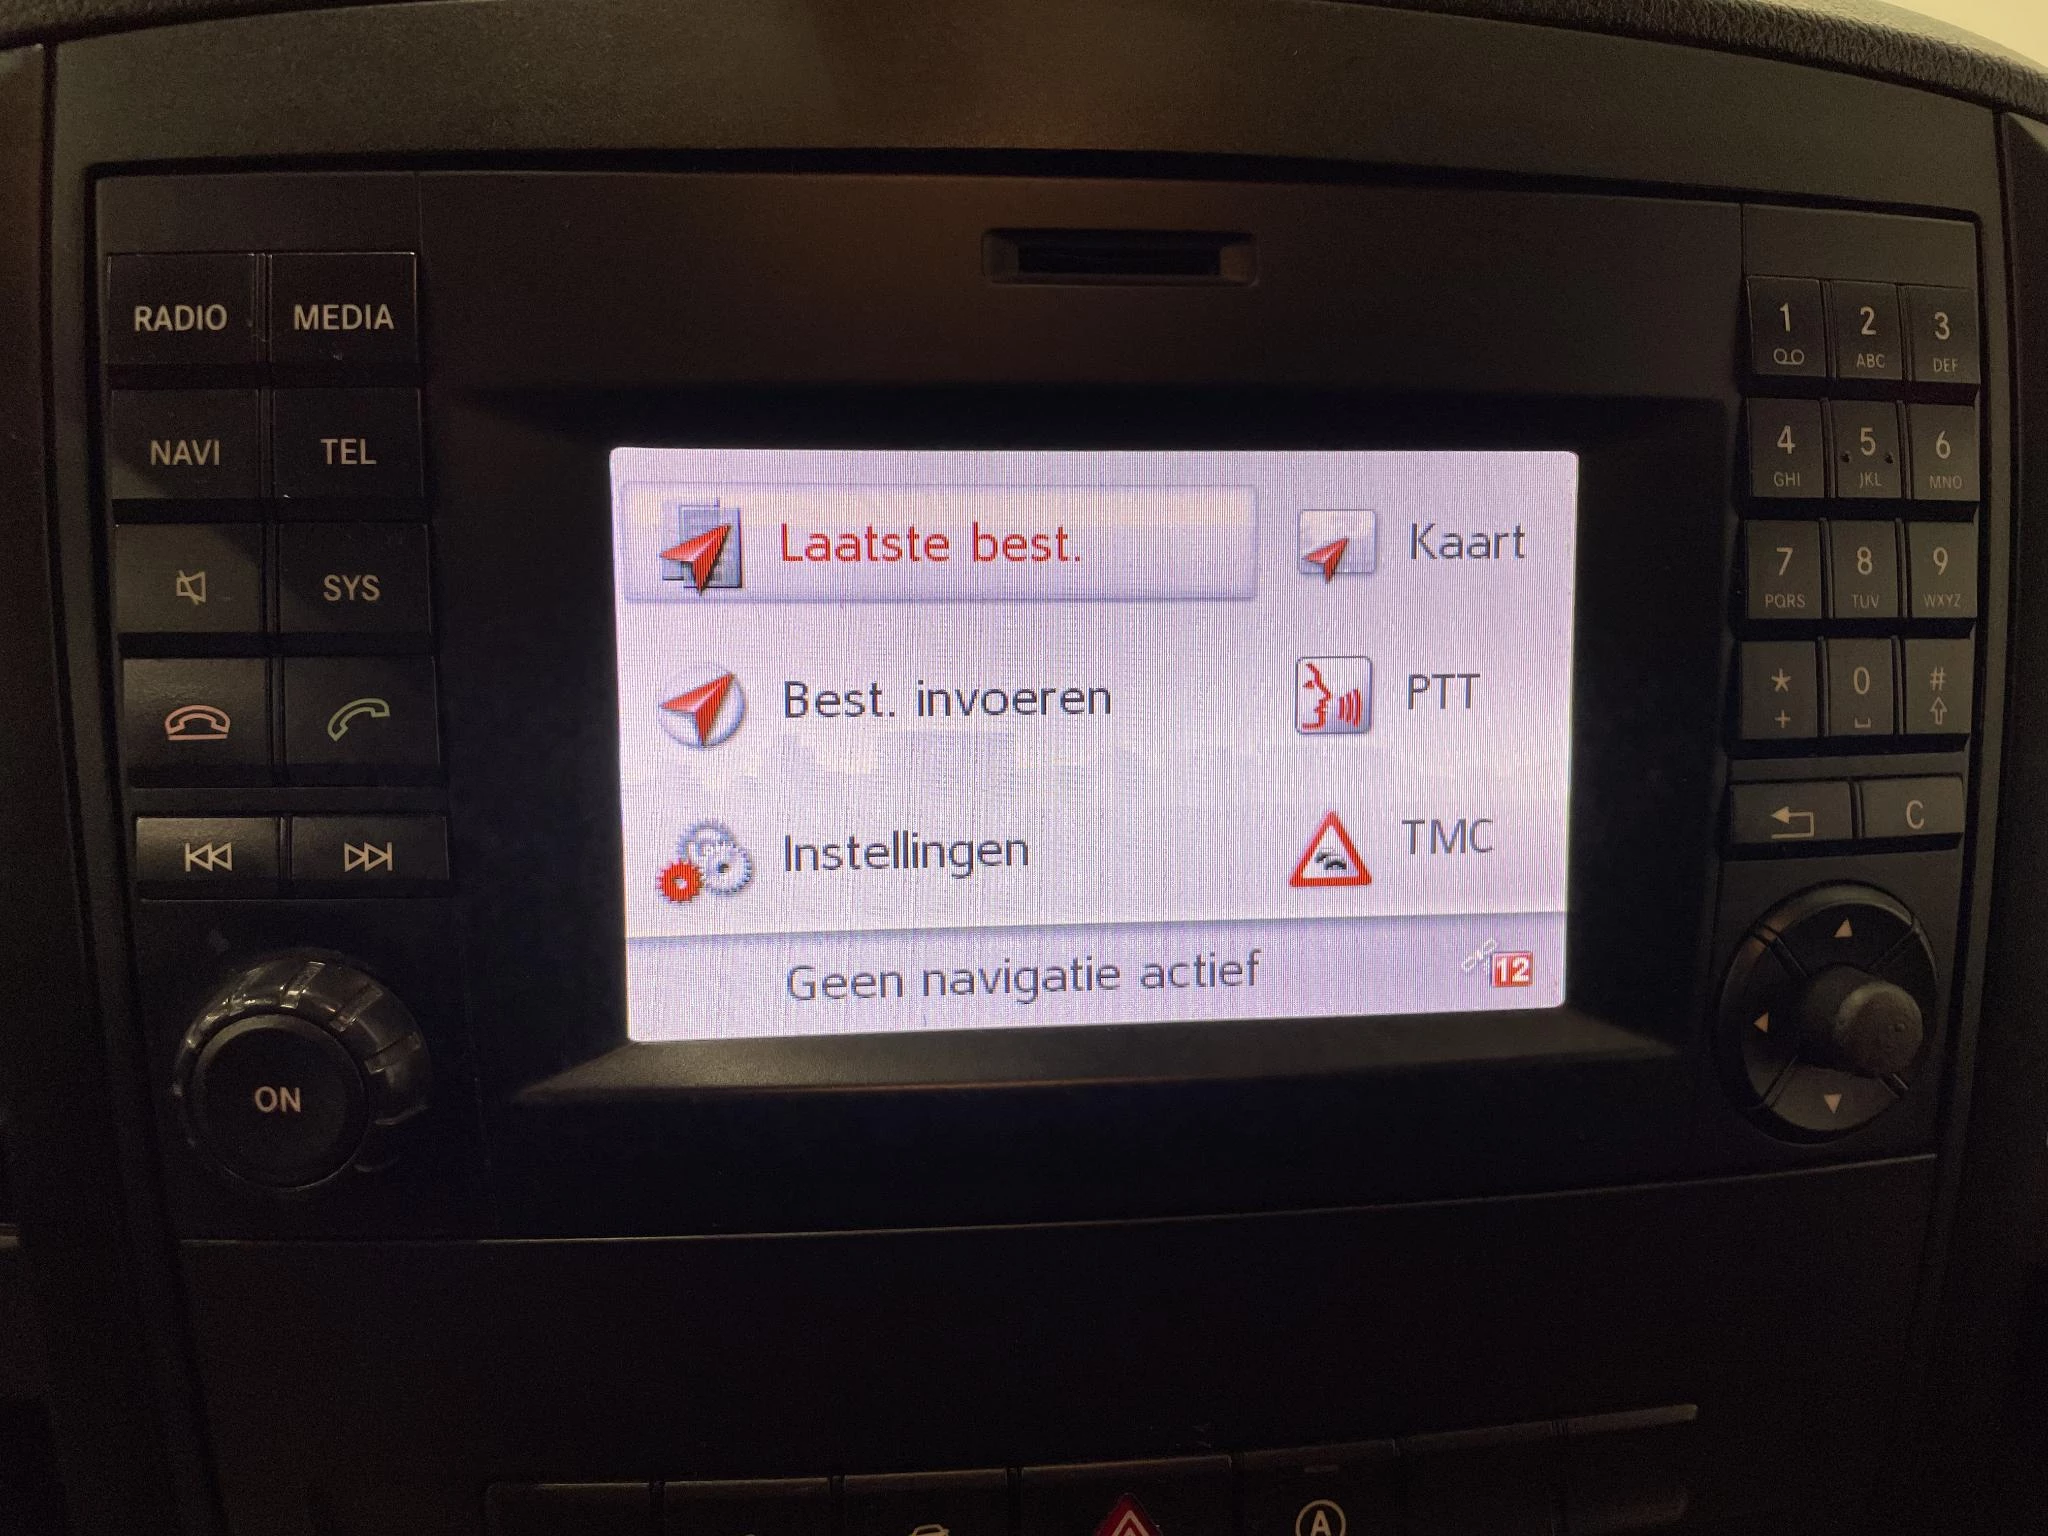 RADIO MEDIA
NAVI TEL
SYS
ON
Laatste best.
Best. invoeren
Instellingen
Kaart
PTT
TMC
Geen navigatie actief
12
1 2 3
ABC DEF
4 5 6
GHI JKL MNO
7 8 9
PQRS TUV WXYZ
* 0 #
+
C
A